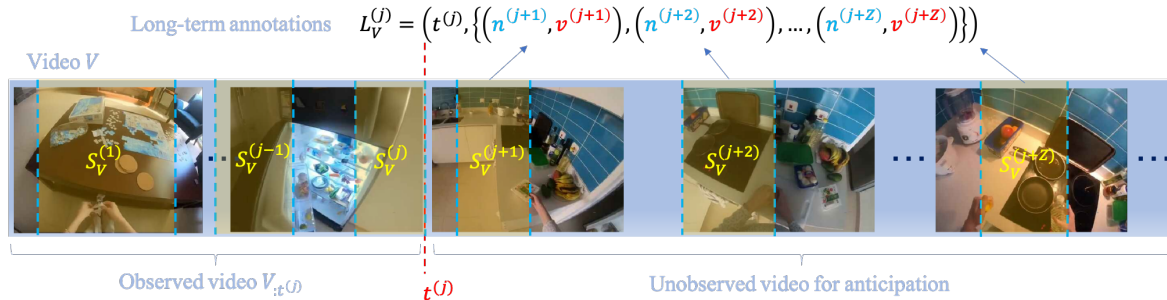 Long-term annotations L_V^{(j)} = (t^{(j)}, {(n^{(j+1)}, v^{(j+1)}), (n^{(j+2)}, v^{(j+2)}), ..., (n^{(j+Z)}, v^{(j+Z)})})
Video V
S_V^{(1)} ... S_V^{(j-1)} S_V^{(j)} S_V^{(j+1)} S_V^{(j+2)} ... S_V^{(j+Z)} ...
Observed video V_{:t^{(j)}} t^{(j)} Unobserved video for anticipation